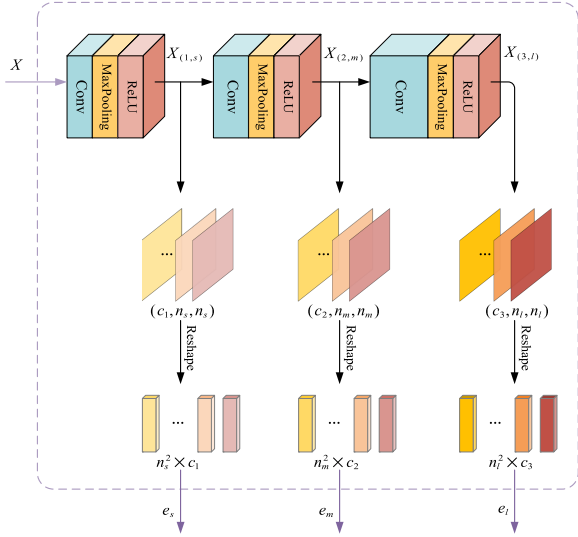 X
Conv
MaxPooling
ReLU
X(1,s)
Conv
MaxPooling
ReLU
X(2,m)
Conv
MaxPooling
ReLU
X(3,l)
...
...
...
(c₁, nₛ, nₛ)
(c₂, nₘ, nₘ)
(c₃, nₗ, nₗ)
Reshape
Reshape
Reshape
...
...
...
nₛ² × c₁
nₘ² × c₂
nₗ² × c₃
eₛ
eₘ
eₗ